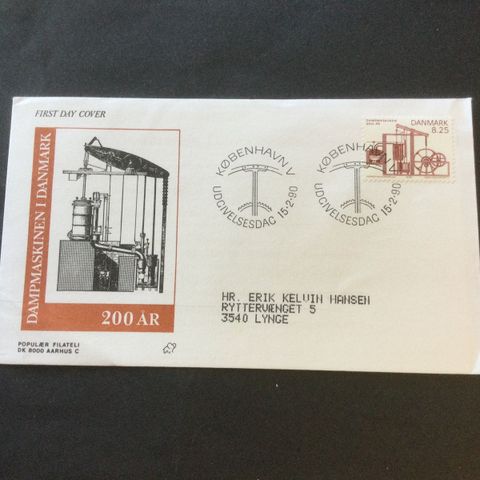 FIRST DAY COVER
DAMPMASKINEN I DANMARK
200 ÅR
POPULÆR FILATELI
DK 8000 AARHUS C
KØBENHAVN V
UDGIVELSESDAG 15-2-90
KØBENHAVN V
UDGIVELSESDAG 15-2-90
DANMARK
8.25
HR. ERIK KELVIN HANSEN
RYTTERVÆNGET 5
3540 LYNGE